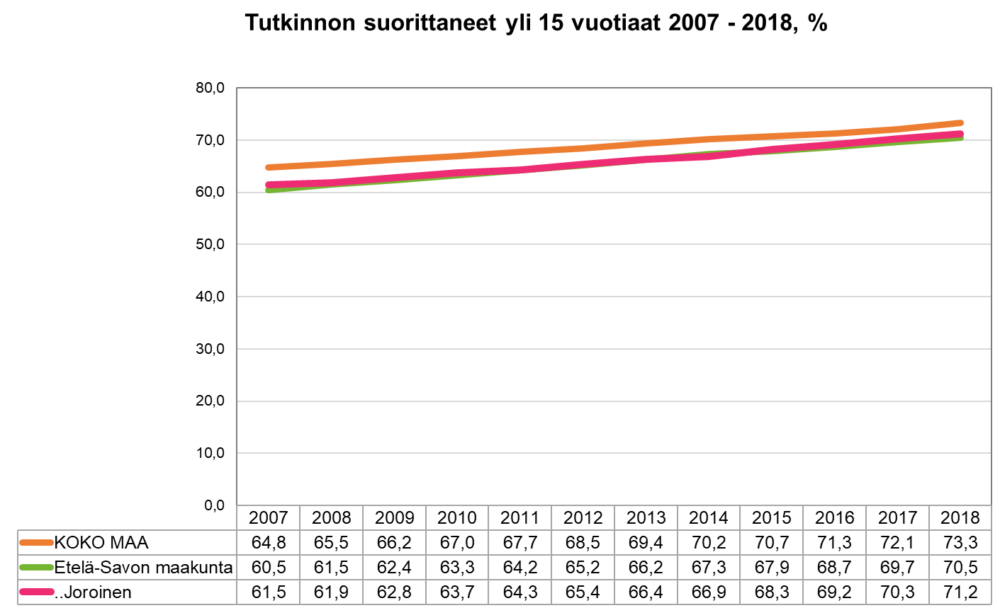 Tutkinnon suorittaneet yli 15 vuotiaat 2007 - 2018, %
80,0
70,0
60,0
50,0
40,0
30,0
20,0
10,0
0,0
2007 2008 2009 2010 2011 2012 2013 2014 2015 2016 2017 2018
KOKO MAA 64,8 65,5 66,2 67,0 67,7 68,5 69,4 70,2 70,7 71,3 72,1 73,3
Etelä-Savon maakunta 60,5 61,5 62,4 63,3 64,2 65,2 66,2 67,3 67,9 68,7 69,7 70,5
..Joroinen 61,5 61,9 62,8 63,7 64,3 65,4 66,4 66,9 68,3 69,2 70,3 71,2